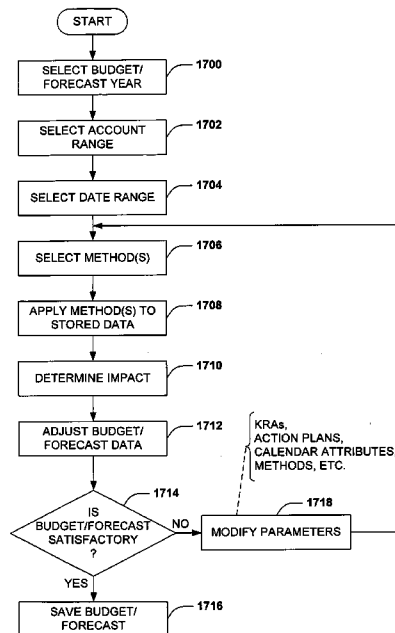 START
SELECT BUDGET/
FORECAST YEAR
1700
SELECT ACCOUNT
RANGE
1702
SELECT DATE RANGE
1704
SELECT METHOD(S)
1706
APPLY METHOD(S) TO
STORED DATA
1708
DETERMINE IMPACT
1710
ADJUST BUDGET/
FORECAST DATA
1712
KRAs,
ACTION PLANS,
CALENDAR ATTRIBUTES
METHODS, ETC.
IS
BUDGET/FORECAST
SATISFACTORY
?
1714
NO
MODIFY PARAMETERS
1718
YES
SAVE BUDGET/
FORECAST
1716